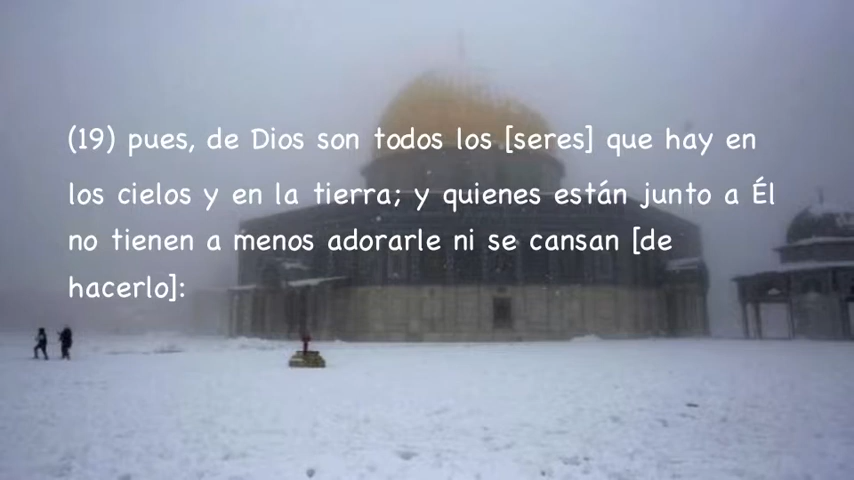 (19) pues, de Dios son todos los [seres] que hay en
los cielos y en la tierra; y quienes están junto a Él
no tienen a menos adorarle ni se cansan [de
hacerlo]: